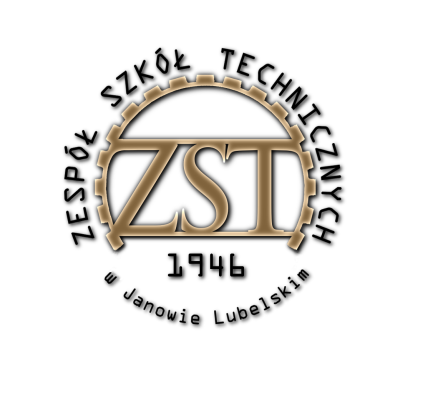 ZESPÓŁ SZKÓŁ TECHNICZNYCH
ZST
1946
w Janowie Lubelskim